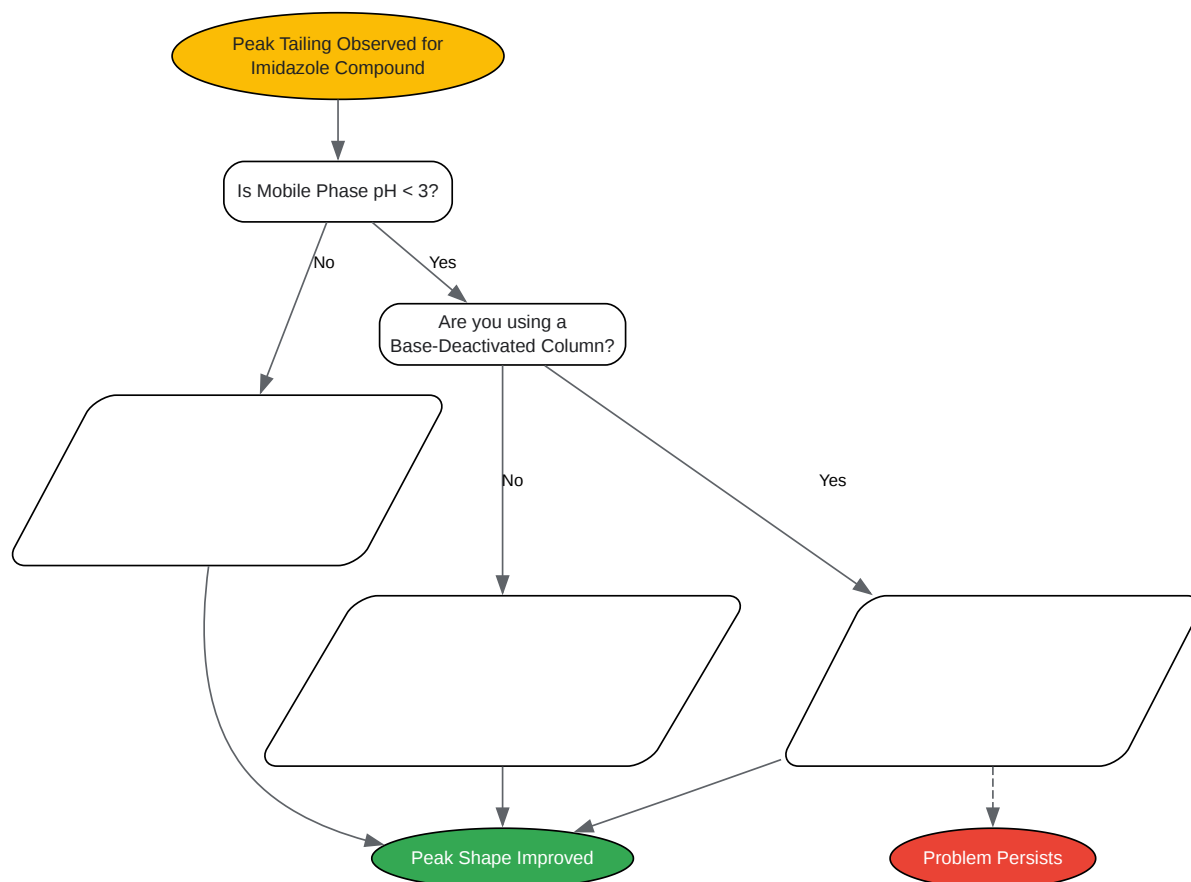 Peak Tailing Observed for
Imidazole Compound
Is Mobile Phase pH < 3?
No
Yes
Are you using a
Base-Deactivated Column?
No
Yes
Peak Shape Improved
Problem Persists